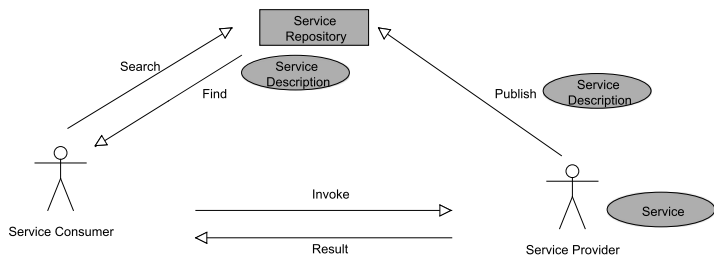 Service
Repository
Search
Service
Description
Find
Publish
Service
Description
Invoke
Service
Service Consumer
Result
Service Provider